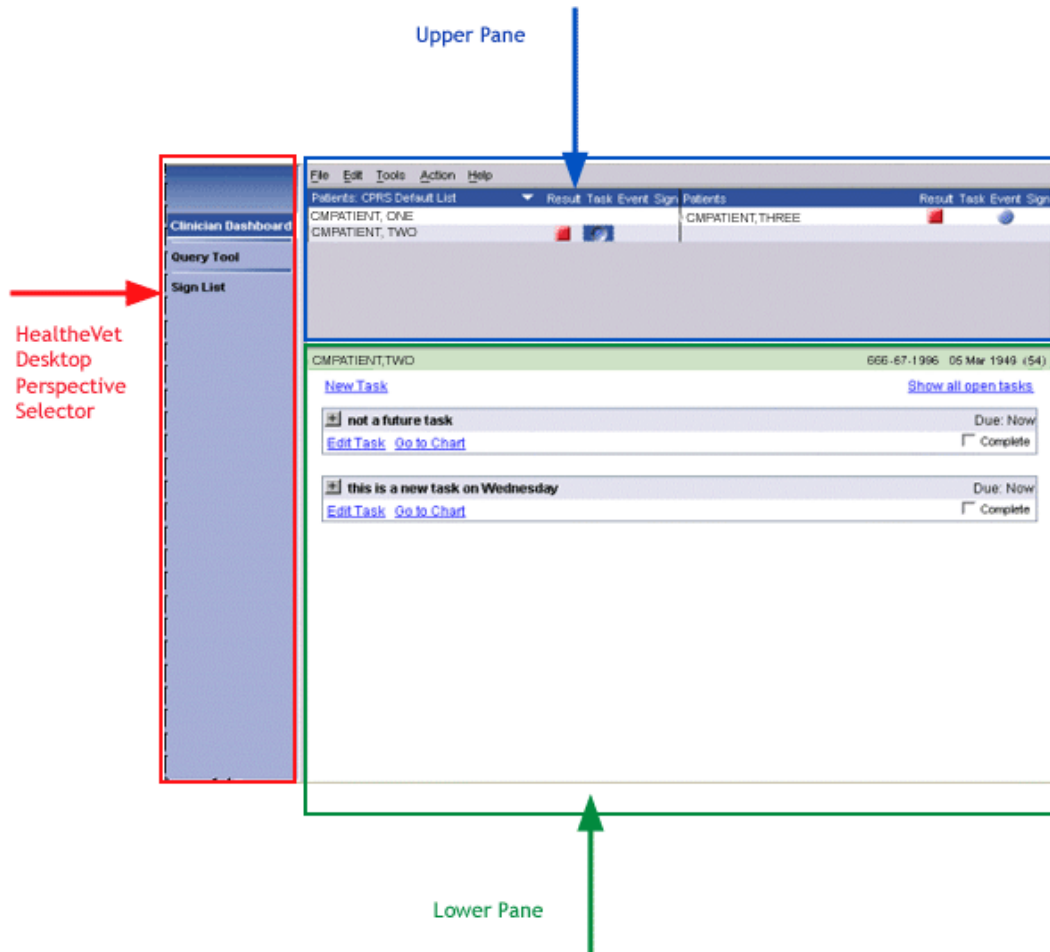 Upper Pane
File Edit Tools Action Help
Patients: CPRS Default List Result Task Event Sign Patients Result Task Event Sign
CMPATIENT, ONE CMPATIENT,THREE
CMPATIENT, TWO
Clinician Dashboard
Query Tool
Sign List
HealtheVet
Desktop
Perspective
Selector
CMPATIENT,TWO 666-67-1996 05 Mar 1949 (54)
New Task Show all open tasks
not a future task Due: Now
Edit Task Go to Chart Complete
this is a new task on Wednesday Due: Now
Edit Task Go to Chart Complete
Lower Pane